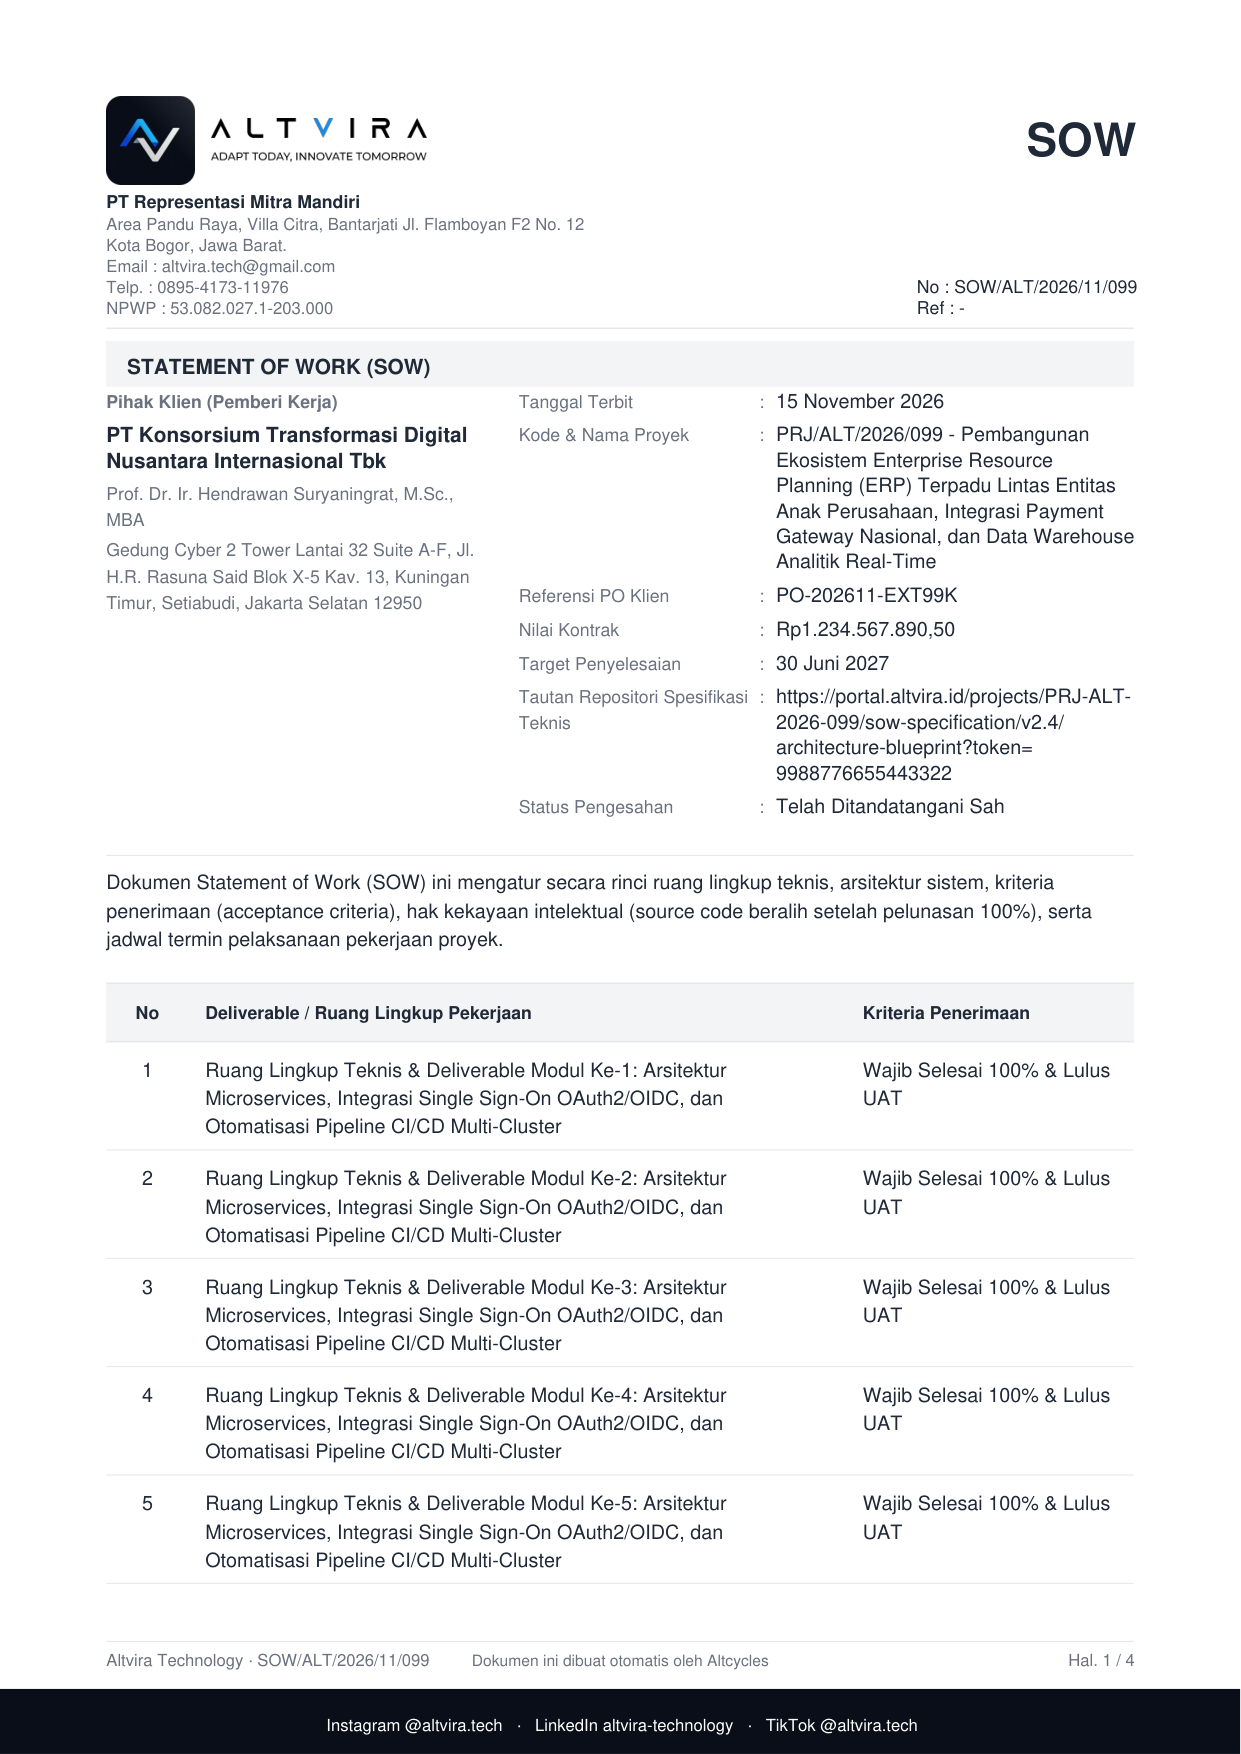 ALTVIRA
ADAPT TODAY, INNOVATE TOMORROW
SOW
PT Representasi Mitra Mandiri
Area Pandu Raya, Villa Citra, Bantarjati Jl. Flamboyan F2 No. 12
Kota Bogor, Jawa Barat.
Email : altvira.tech@gmail.com
Telp. : 0895-4173-11976
NPWP : 53.082.027.1-203.000
No : SOW/ALT/2026/11/099
Ref : -
STATEMENT OF WORK (SOW)
Pihak Klien (Pemberi Kerja)
PT Konsorsium Transformasi Digital
Nusantara Internasional Tbk
Prof. Dr. Ir. Hendrawan Suryaningrat, M.Sc.,
MBA
Gedung Cyber 2 Tower Lantai 32 Suite A-F, Jl.
H.R. Rasuna Said Blok X-5 Kav. 13, Kuningan
Timur, Setiabudi, Jakarta Selatan 12950
Tanggal Terbit : 15 November 2026
Kode & Nama Proyek : PRJ/ALT/2026/099 - Pembangunan
Ekosistem Enterprise Resource
Planning (ERP) Terpadu Lintas Entitas
Anak Perusahaan, Integrasi Payment
Gateway Nasional, dan Data Warehouse
Analitik Real-Time
Referensi PO Klien : PO-202611-EXT99K
Nilai Kontrak : Rp1.234.567.890,50
Target Penyelesaian : 30 Juni 2027
Tautan Repositori Spesifikasi : https://portal.altvira.id/projects/PRJ-ALT-
Teknis 2026-099/sow-specification/v2.4/
architecture-blueprint?token=
9988776655443322
Status Pengesahan : Telah Ditandatangani Sah
Dokumen Statement of Work (SOW) ini mengatur secara rinci ruang lingkup teknis, arsitektur sistem, kriteria
penerimaan (acceptance criteria), hak kekayaan intelektual (source code beralih setelah pelunasan 100%), serta
jadwal termin pelaksanaan pekerjaan proyek.
No Deliverable / Ruang Lingkup Pekerjaan Kriteria Penerimaan
1 Ruang Lingkup Teknis & Deliverable Modul Ke-1: Arsitektur Wajib Selesai 100% & Lulus
Microservices, Integrasi Single Sign-On OAuth2/OIDC, dan UAT
Otomatisasi Pipeline CI/CD Multi-Cluster
2 Ruang Lingkup Teknis & Deliverable Modul Ke-2: Arsitektur Wajib Selesai 100% & Lulus
Microservices, Integrasi Single Sign-On OAuth2/OIDC, dan UAT
Otomatisasi Pipeline CI/CD Multi-Cluster
3 Ruang Lingkup Teknis & Deliverable Modul Ke-3: Arsitektur Wajib Selesai 100% & Lulus
Microservices, Integrasi Single Sign-On OAuth2/OIDC, dan UAT
Otomatisasi Pipeline CI/CD Multi-Cluster
4 Ruang Lingkup Teknis & Deliverable Modul Ke-4: Arsitektur Wajib Selesai 100% & Lulus
Microservices, Integrasi Single Sign-On OAuth2/OIDC, dan UAT
Otomatisasi Pipeline CI/CD Multi-Cluster
5 Ruang Lingkup Teknis & Deliverable Modul Ke-5: Arsitektur Wajib Selesai 100% & Lulus
Microservices, Integrasi Single Sign-On OAuth2/OIDC, dan UAT
Otomatisasi Pipeline CI/CD Multi-Cluster
Altvira Technology · SOW/ALT/2026/11/099 Dokumen ini dibuat otomatis oleh Altcycles Hal. 1 / 4
Instagram @altvira.tech · LinkedIn altvira-technology · TikTok @altvira.tech